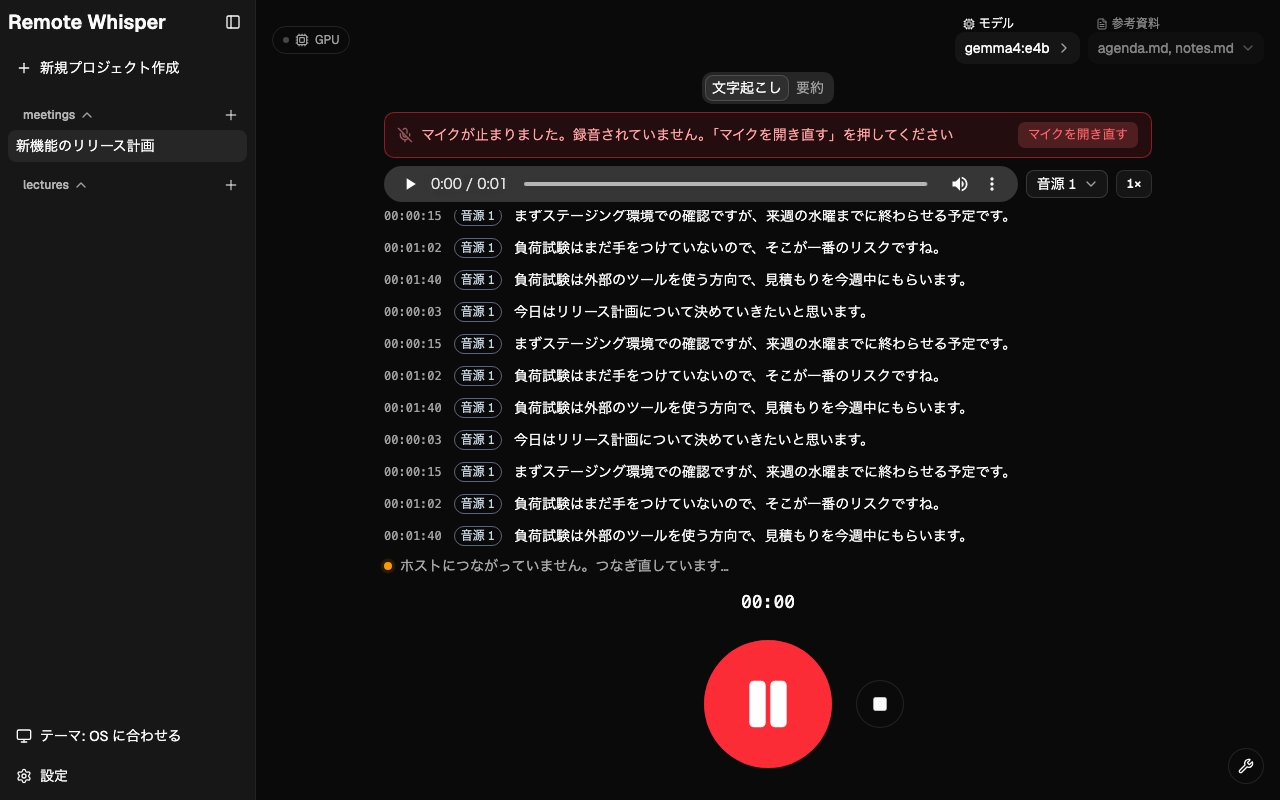 Remote Whisper
新規プロジェクト作成
meetings
新機能のリリース計画
lectures
テーマ: OS に合わせる
設定
GPU
モデル
gemma4:e4b
参考資料
agenda.md, notes.md
文字起こし 要約
マイクが止まりました。録音されていません。「マイクを開き直す」を押してください マイクを開き直す
0:00 / 0:01 音源 1 1×
00:00:15 音源 1 まずステージング環境での確認ですが、来週の水曜までに終わらせる予定です。
00:01:02 音源 1 負荷試験はまだ手をつけていないので、そこが一番のリスクですね。
00:01:40 音源 1 負荷試験は外部のツールを使う方向で、見積もりを今週中にもらいます。
00:00:03 音源 1 今日はリリース計画について決めていきたいと思います。
00:00:15 音源 1 まずステージング環境での確認ですが、来週の水曜までに終わらせる予定です。
00:01:02 音源 1 負荷試験はまだ手をつけていないので、そこが一番のリスクですね。
00:01:40 音源 1 負荷試験は外部のツールを使う方向で、見積もりを今週中にもらいます。
00:00:03 音源 1 今日はリリース計画について決めていきたいと思います。
00:00:15 音源 1 まずステージング環境での確認ですが、来週の水曜までに終わらせる予定です。
00:01:02 音源 1 負荷試験はまだ手をつけていないので、そこが一番のリスクですね。
00:01:40 音源 1 負荷試験は外部のツールを使う方向で、見積もりを今週中にもらいます。
ホストにつながっていません。つなぎ直しています…
00:00